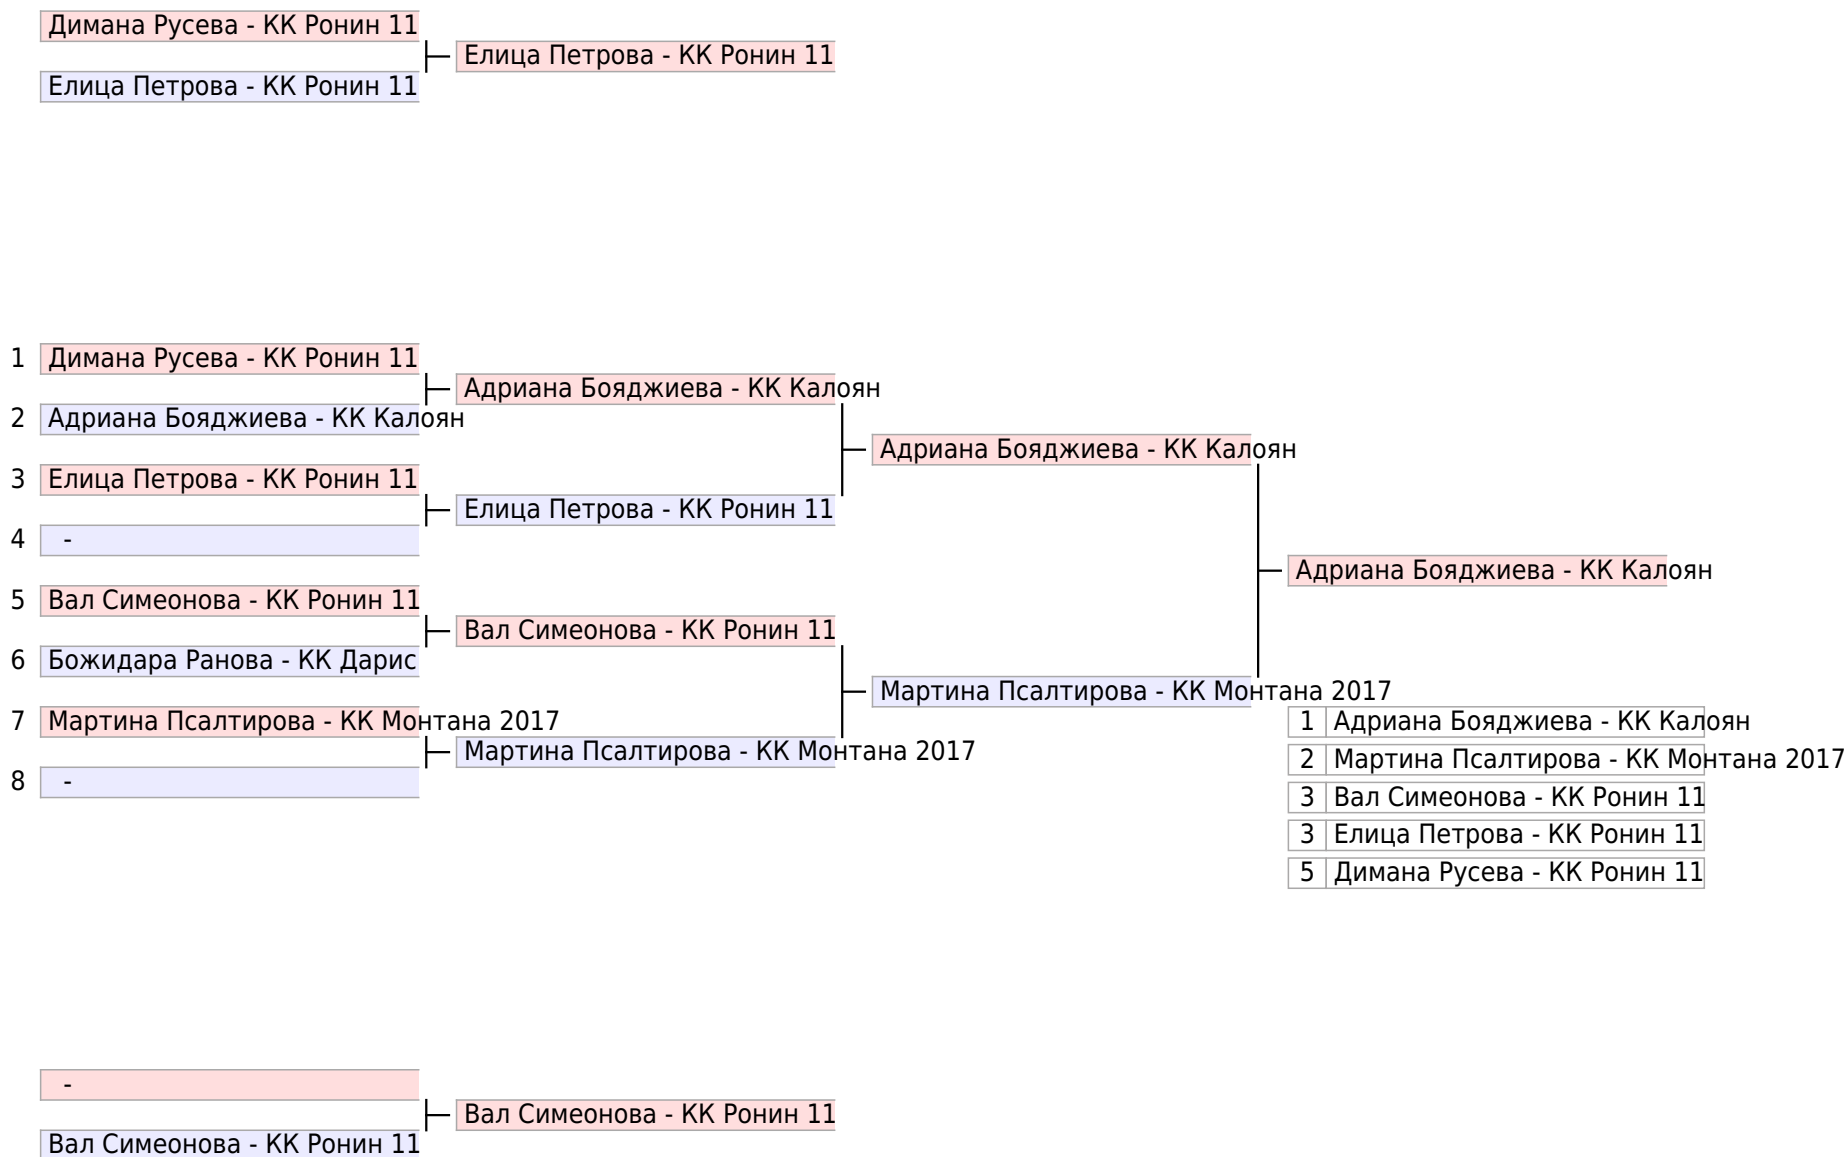 Димана Русева - КК Ронин 11
Елица Петрова - КК Ронин 11
Елица Петрова - КК Ронин 11
1 Димана Русева - КК Ронин 11
Адриана Бояджиева - КК Калоян
2 Адриана Бояджиева - КК Калоян
Адриана Бояджиева - КК Калоян
3 Елица Петрова - КК Ронин 11
Елица Петрова - КК Ронин 11
4 -
Адриана Бояджиева - КК Калоян
5 Вал Симеонова - КК Ронин 11
Вал Симеонова - КК Ронин 11
6 Божидара Ранова - КК Дарис
Мартина Псалтирова - КК Монтана 2017
7 Мартина Псалтирова - КК Монтана 2017
Мартина Псалтирова - КК Монтана 2017
8 -
1 Адриана Бояджиева - КК Калоян
2 Мартина Псалтирова - КК Монтана 2017
3 Вал Симеонова - КК Ронин 11
3 Елица Петрова - КК Ронин 11
5 Димана Русева - КК Ронин 11
-
Вал Симеонова - КК Ронин 11
Вал Симеонова - КК Ронин 11